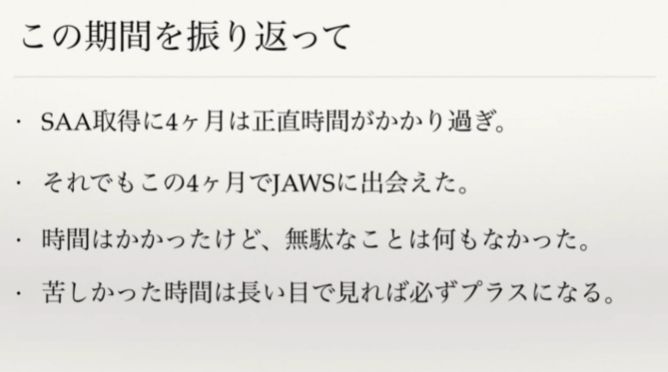 この期間を振り返って
・ SAA取得に4ヶ月は正直時間がかかり過ぎ。
・ それでもこの4ヶ月でJAWSに出会えた。
・ 時間はかかったけど、無駄なことは何もなかった。
・ 苦しかった時間は長い目で見れば必ずプラスになる。